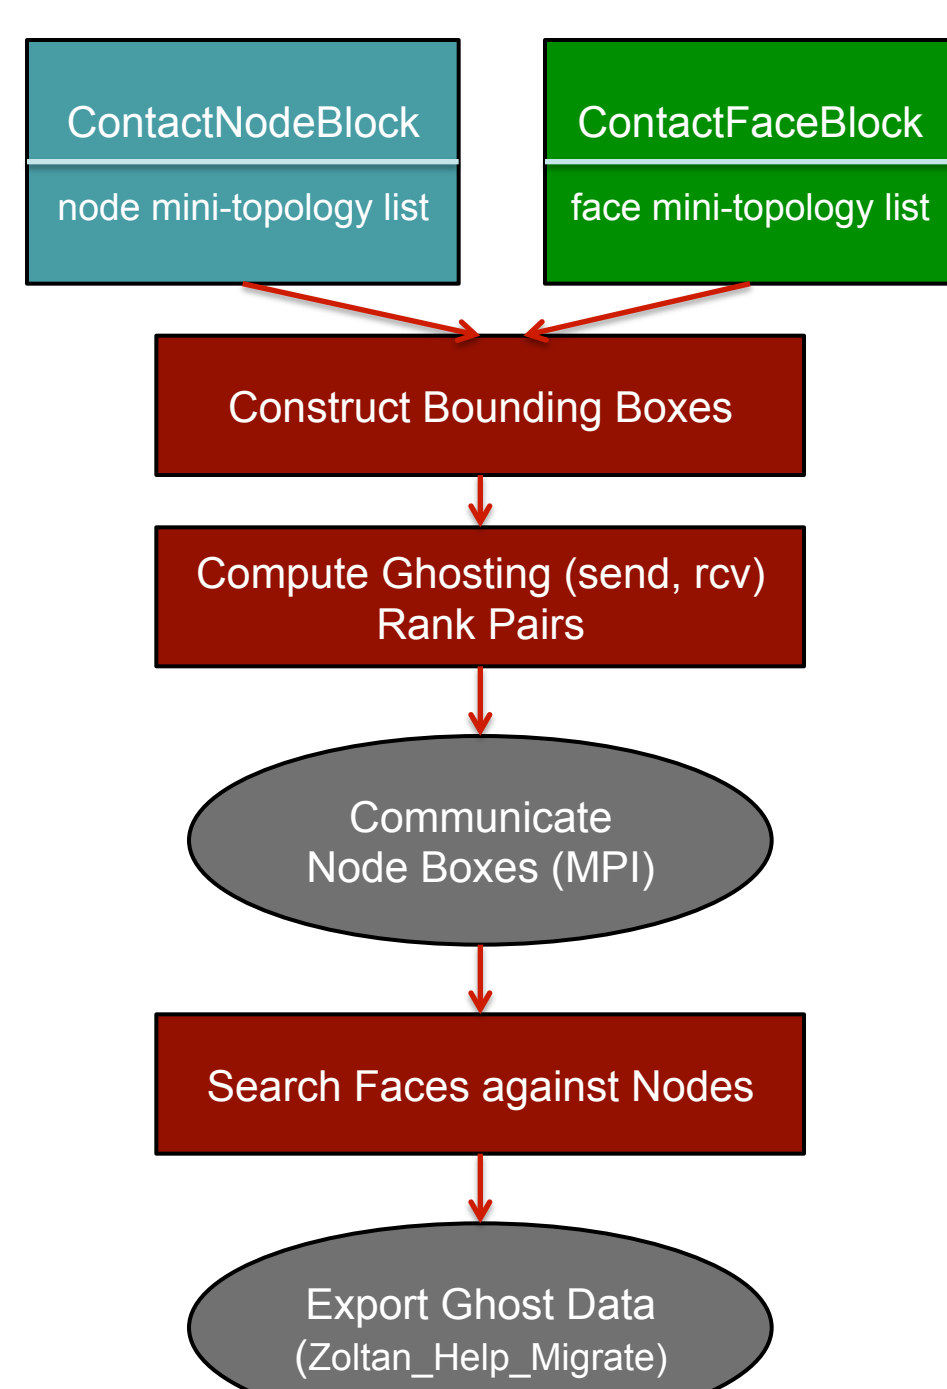 ContactNodeBlock
node mini-topology list
ContactFaceBlock
face mini-topology list
Construct Bounding Boxes
Compute Ghosting (send, rcv)
Rank Pairs
Communicate
Node Boxes (MPI)
Search Faces against Nodes
Export Ghost Data
(Zoltan_Help_Migrate)